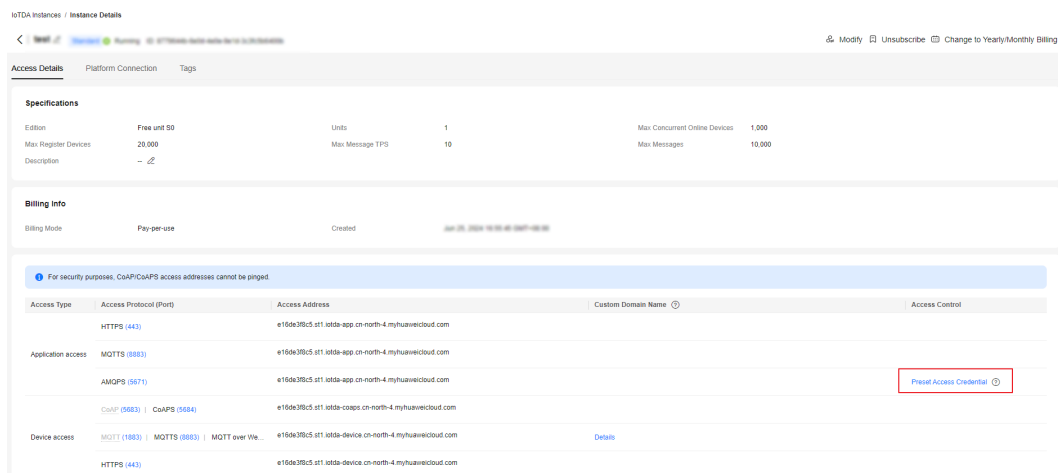 IoTDA Instances / Instance Details
test Standard Running
Modify Unsubscribe Change to Yearly/Monthly Billing
Access Details Platform Connection Tags
Specifications
Edition Free unit S0 Units 1 Max Concurrent Online Devices 1,000
Max Register Devices 20,000 Max Message TPS 10 Max Messages 10,000
Description --
Billing Info
Billing Mode Pay-per-use Created
For security purposes, CoAP/CoAPS access addresses cannot be pinged.
Access Type Access Protocol (Port) Access Address Custom Domain Name Access Control
HTTPS (443) e16de3f8c5.st1.iotda-app.cn-north-4.myhuaweicloud.com
Application access MQTTS (8883) e16de3f8c5.st1.iotda-app.cn-north-4.myhuaweicloud.com
AMQPS (5671) e16de3f8c5.st1.iotda-app.cn-north-4.myhuaweicloud.com Preset Access Credential
CoAP (5683) | CoAPS (5684) e16de3f8c5.st1.iotda-coaps.cn-north-4.myhuaweicloud.com
Device access MQTT (1883) | MQTTS (8883) | MQTT over We... e16de3f8c5.st1.iotda-device.cn-north-4.myhuaweicloud.com Details
HTTPS (443) e16de3f8c5.st1.iotda-device.cn-north-4.myhuaweicloud.com